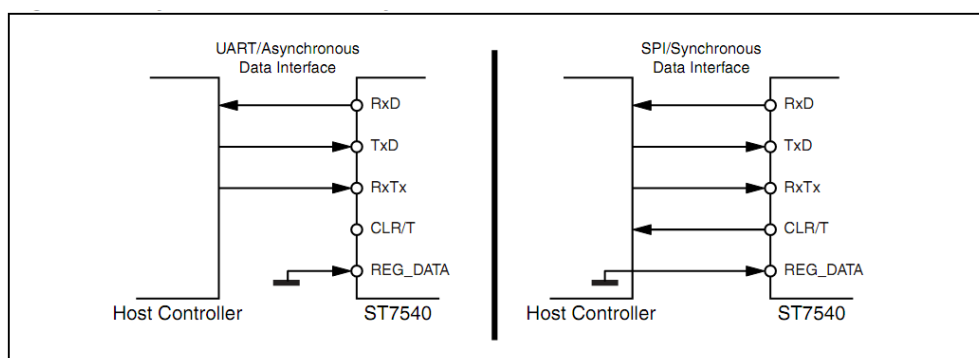 UART/Asynchronous
Data Interface
RxD
TxD
RxTx
CLR/T
REG_DATA
Host Controller
ST7540
SPI/Synchronous
Data Interface
RxD
TxD
RxTx
CLR/T
REG_DATA
Host Controller
ST7540